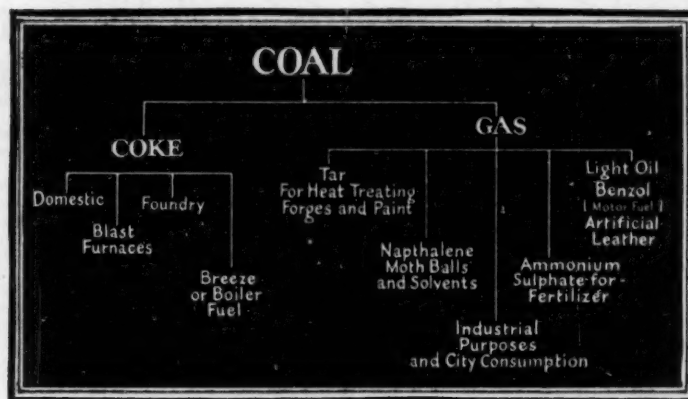 COAL
COKE
GAS
Domestic
Blast
Furnaces
Foundry
Breeze
or Boiler
Fuel
Tar
For Heat Treating
Forges and Paint
Napthalene
Moth Balls
and Solvents
Industrial
Purposes
and City Consumption
Ammonium
Sulphate-for-
Fertilizer
Light Oil
Benzol
[Motor Fuel]
Artificial
Leather